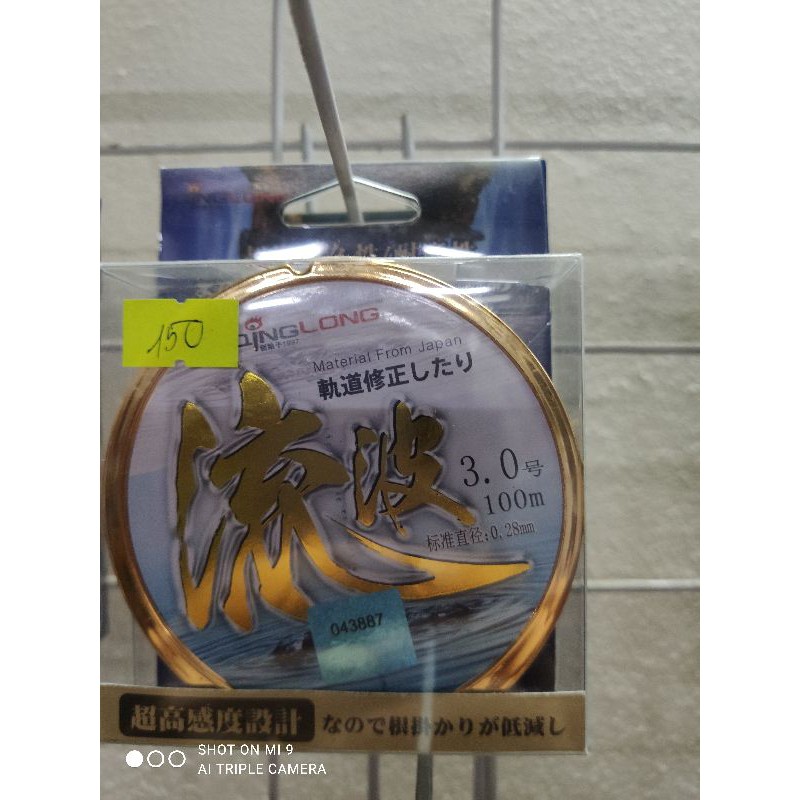 QINGLONG
150
QINGLONG
Material From Japan
軌道修正したり
流波
3.0号
100m
标准直径:0.28mm
043887
超高感度設計 なので根掛かりが低減し
SHOT ON MI 9
AI TRIPLE CAMERA